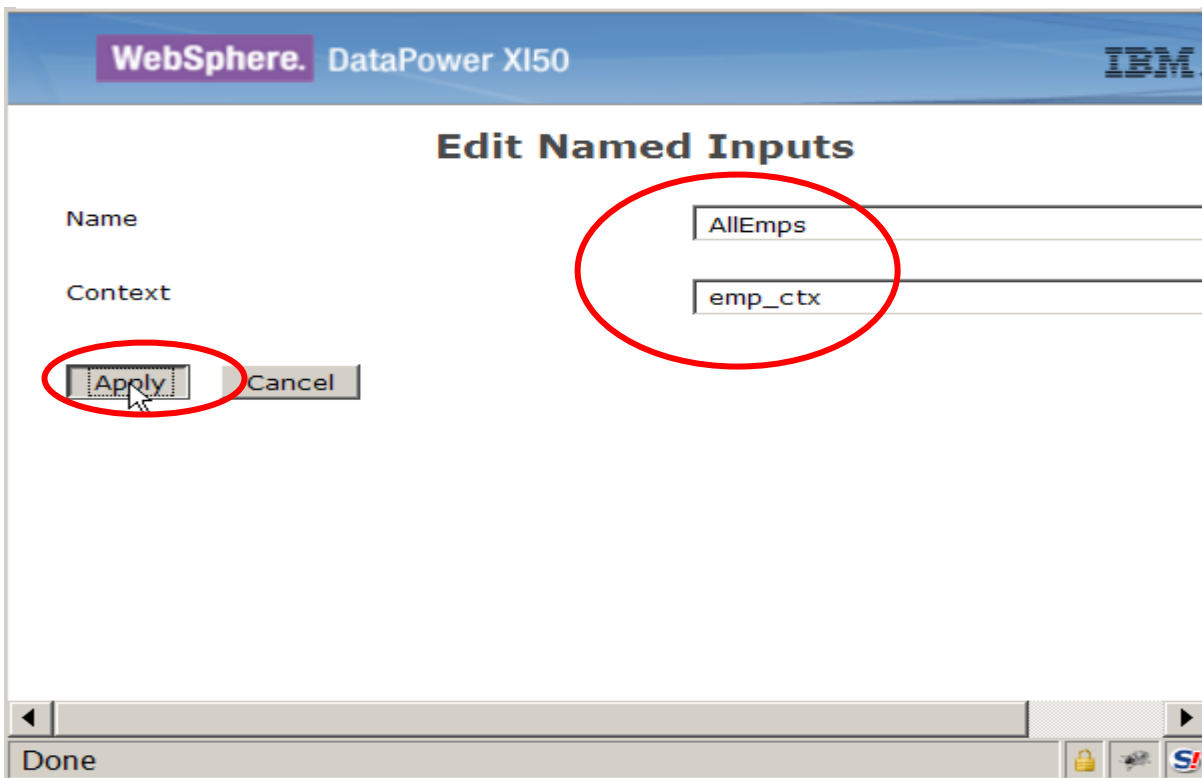 WebSphere. DataPower XI50
IBM.
Edit Named Inputs
Name
AllEmps
Context
emp_ctx
Apply Cancel
Done
S!